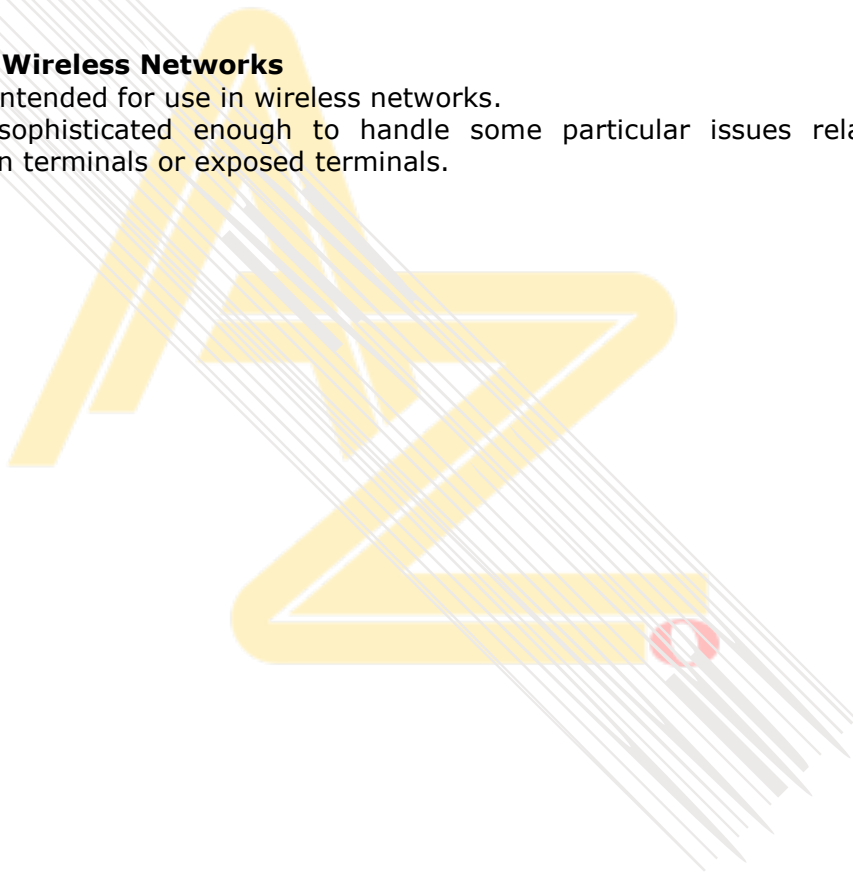 Wireless Networks
ntended for use in wireless networks.
sophisticated enough to handle some particular issues rela
n terminals or exposed terminals.